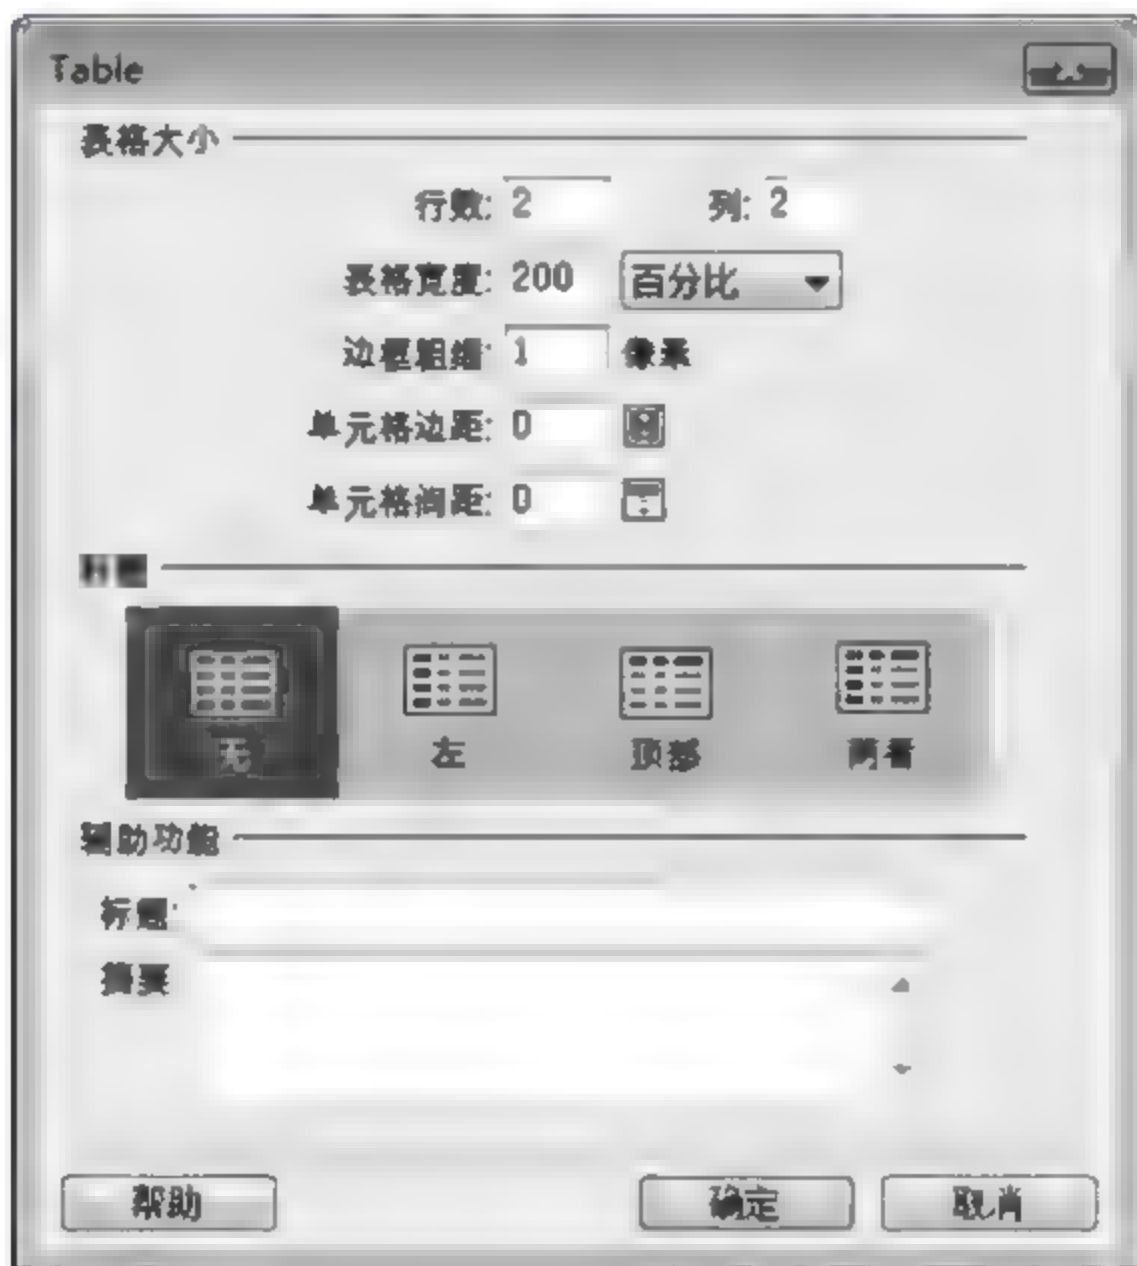 Table
表格大小
行数: 2 列: 2
表格宽度: 200 百分比
边框粗细: 1 像素
单元格边距: 0
单元格间距: 0
无 左 顶部
辅助功能
标题:
摘要
帮助 确定 取消